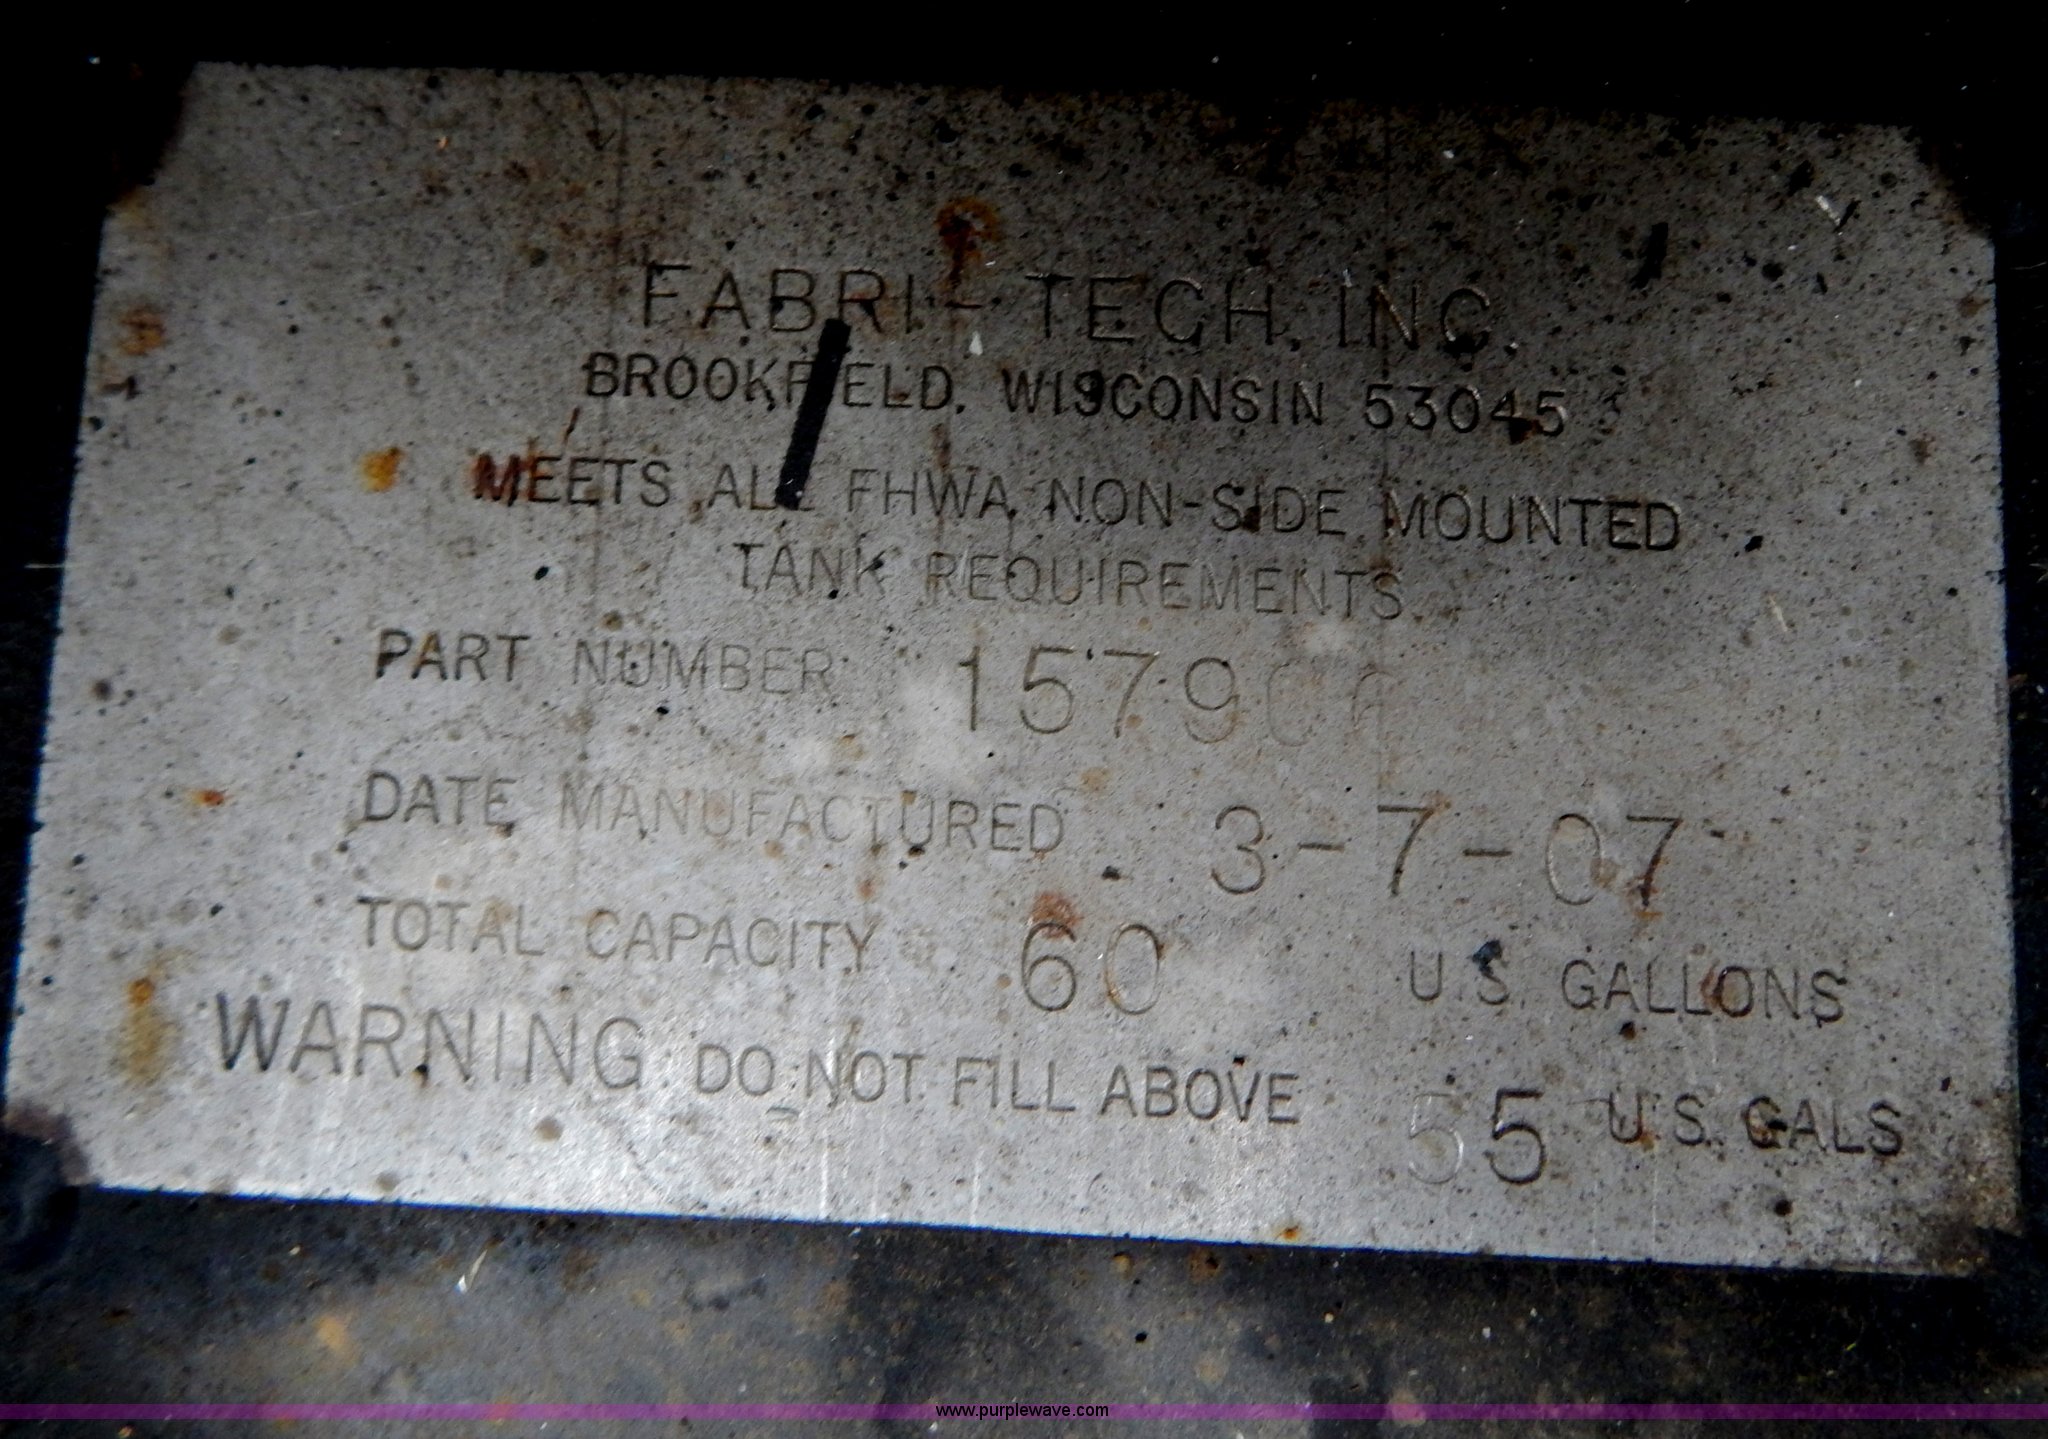 FABRI-TECH, INC.
BROOKFIELD, WISCONSIN 53045
MEETS ALL FHWA NON-SIDE MOUNTED
TANK REQUIREMENTS
PART NUMBER
DATE MANUFACTURED 3-7-07
TOTAL CAPACITY 60 U.S. GALLONS
WARNING DO NOT FILL ABOVE 55 U.S. GALS
www.purplewave.com